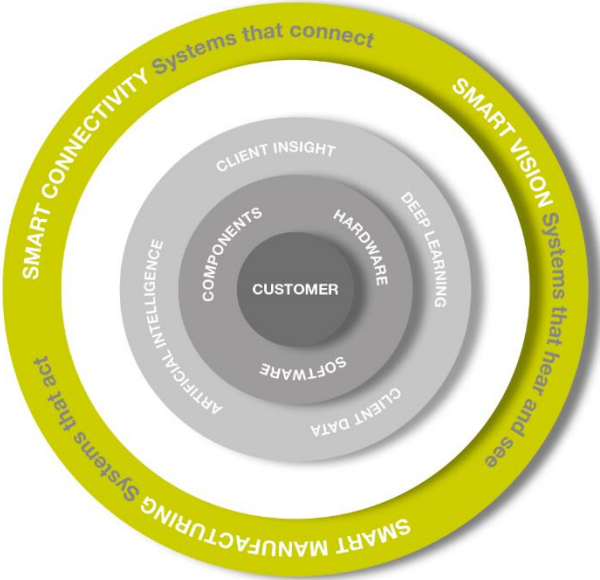 SMART CONNECTIVITY Systems that connect
SMART VISION Systems that hear and see
SMART MANUFACTURING Systems that act
CLIENT INSIGHT
DEEP LEARNING
CLIENT DATA
ARTIFICIAL INTELLIGENCE
COMPONENTS
HARDWARE
SOFTWARE
CUSTOMER